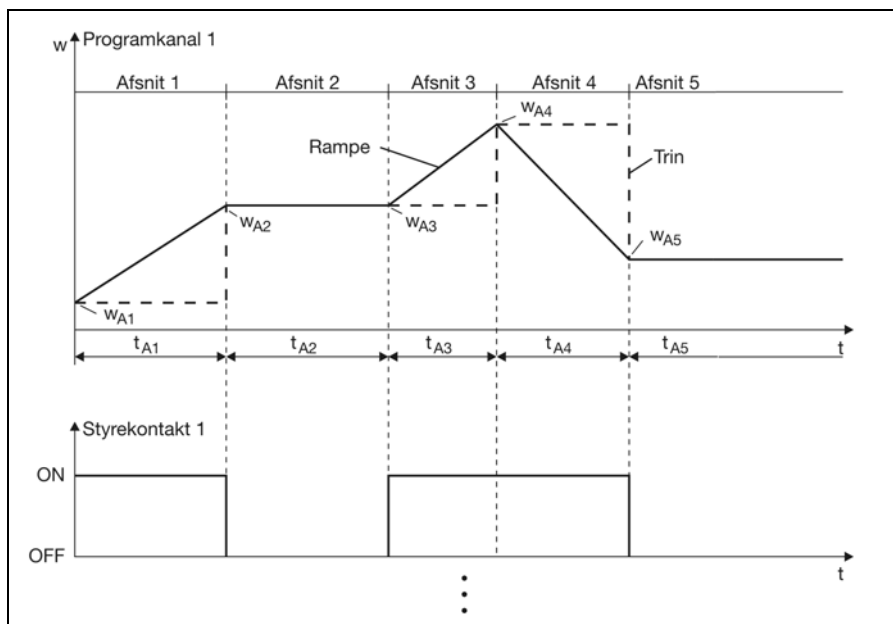 w Programkanal 1
Afsnit 1 Afsnit 2 Afsnit 3 Afsnit 4 Afsnit 5
wA4
Rampe Trin
wA2 wA3
wA5
wA1
tA1 tA2 tA3 tA4 tA5 t
Styrekontakt 1
ON
OFF
t